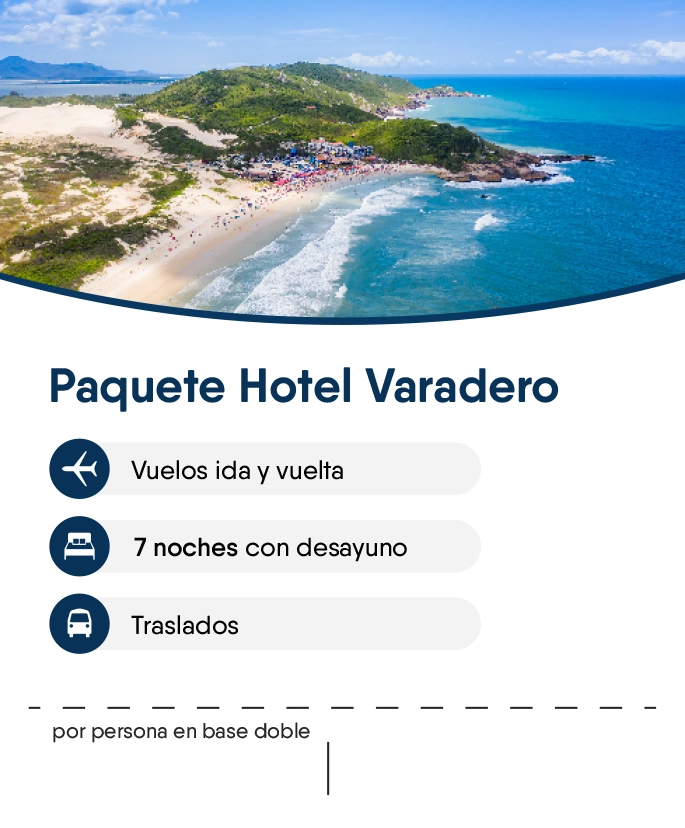 Paquete Hotel Varadero
Vuelos ida y vuelta
7 noches con desayuno
Traslados
por persona en base doble